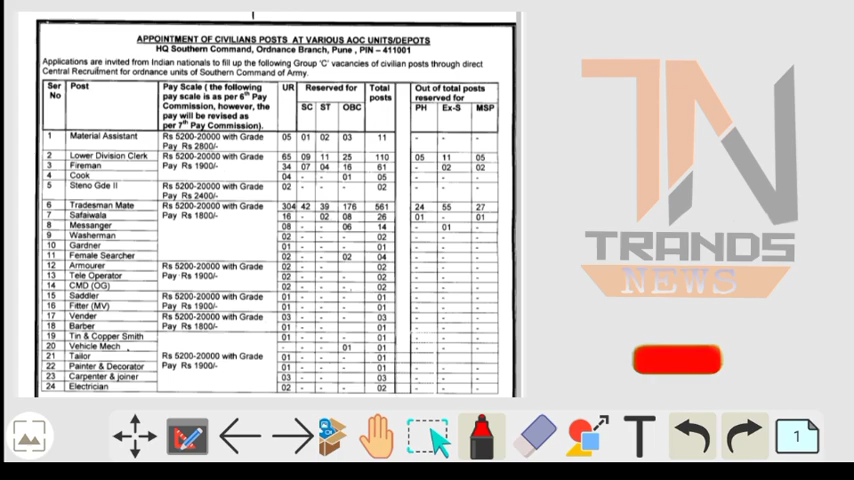 APPOINTMENT OF CIVILIANS POSTS AT VARIOUS AOC UNITS/DEPOTS
HQ Southern Command, Ordnance Branch, Pune , PIN – 411001
Applications are invited from Indian nationals to fill up the following Group 'C' vacancies of civilian posts through direct
Central Recruitment for ordnance units of Southern Command of Army.
Ser No Post Pay Scale ( the following pay scale is as per 6th Pay Commission, however, the pay will be revised as per 7th Pay Commission). UR Reserved for SC ST OBC Total posts Out of total posts reserved for PH Ex-S MSP
1 Material Assistant Rs 5200-20000 with Grade Pay Rs 2800/- 05 01 02 03 11 - - -
2 Lower Division Clerk Rs 5200-20000 with Grade Pay Rs 1900/- 65 09 11 25 110 05 11 05
3 Fireman 34 07 04 16 61 - 02 02
4 Cook 04 - - 01 05 - - -
5 Steno Gde II Rs 5200-20000 with Grade Pay Rs 2400/- 02 - - - 02 - - -
6 Tradesman Mate Rs 5200-20000 with Grade Pay Rs 1800/- 304 42 39 176 561 24 55 27
7 Safaiwala 16 - 02 08 26 01 - 01
8 Messanger 08 - - 06 14 - 01 -
9 Washerman 02 - - - 02 - - -
10 Gardner 01 - - - 01 - - -
11 Female Searcher 02 - - 02 04 - - -
12 Armourer Rs 5200-20000 with Grade Pay Rs 1900/- 02 - - - 02 - - -
13 Tele Operator 02 - - - 02 - - -
14 CMD (OG) 02 - - - 02 - - -
15 Saddler Rs 5200-20000 with Grade Pay Rs 1900/- 01 - - - 01 - - -
16 Fitter (MV) 01 - - - 01 - - -
17 Vender Rs 5200-20000 with Grade Pay Rs 1800/- 03 - - - 03 - - -
18 Barber 01 - - - 01 - - -
19 Tin & Copper Smith 01 - - - 01 - - -
20 Vehicle Mech - - - 01 01 - - -
21 Tailor Rs 5200-20000 with Grade Pay Rs 1900/- 01 - - - 01 - - -
22 Painter & Decorator 01 - - - 01 - - -
23 Carpenter & joiner 03 - - - 03 - - -
24 Electrician 02 - - - 02 - - -
TN
TRANDS
NEWS
T
1